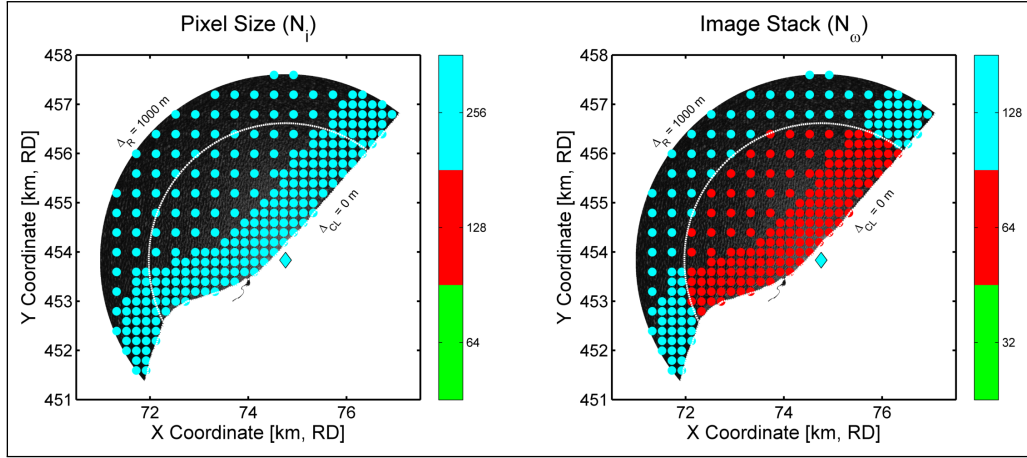 Pixel Size (N_i)
458
457
456
455
454
453
452
451
72
74
76
Y Coordinate [km, RD]
X Coordinate [km, RD]
Δ_R = 1000 m
Δ_CL = 0 m
256
128
64
Image Stack (N_ω)
458
457
456
455
454
453
452
451
72
74
76
Y Coordinate [km, RD]
X Coordinate [km, RD]
Δ_R = 1000 m
Δ_CL = 0 m
128
64
32